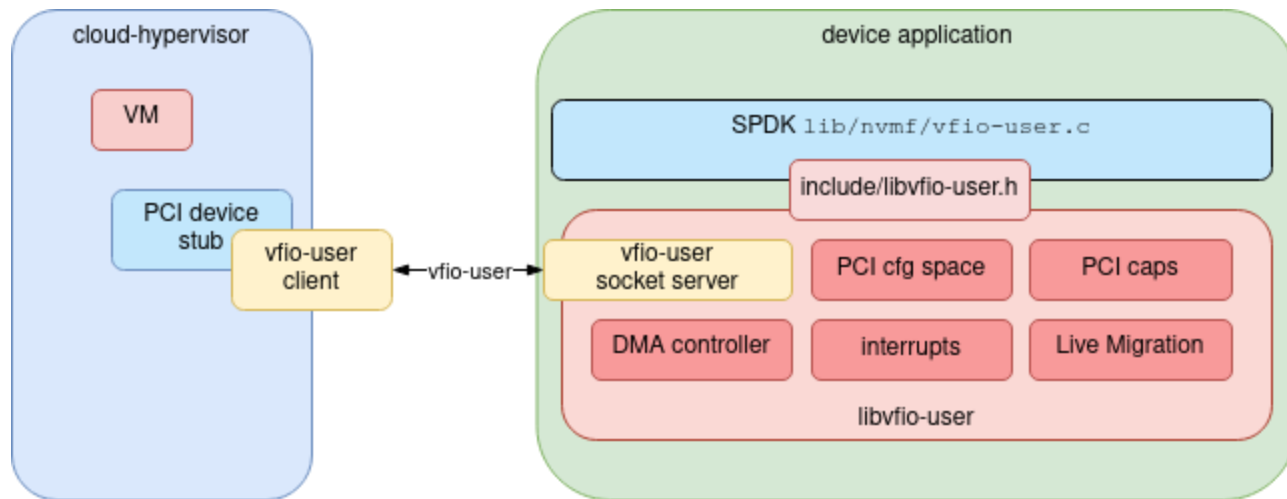 cloud-hypervisor
VM
PCI device
stub
vfio-user
client
vfio-user
device application
SPDK lib/nvmf/vfio-user.c
include/libvfio-user.h
vfio-user
socket server
PCI cfg space
PCI caps
DMA controller
interrupts
Live Migration
libvfio-user